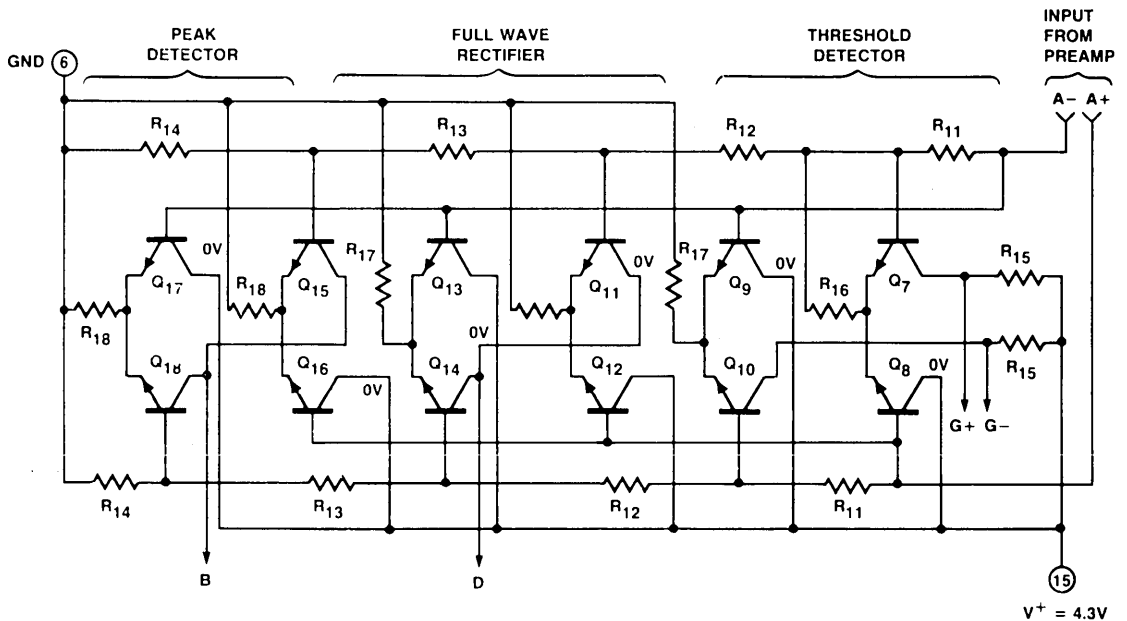 PEAK
DETECTOR
FULL WAVE
RECTIFIER
THRESHOLD
DETECTOR
INPUT
FROM
PREAMP
GND 6
A– A+
R14
R13
R12
R11
0V
R17
0V
R17
R15
Q17
R18
Q15
Q13
Q11
Q9
R16
Q7
R18
0V
R15
Q18
Q16
0V
Q14
Q12
Q10
Q8
0V
G+ G–
R14
R13
R12
R11
B
D
15
V+ = 4.3V